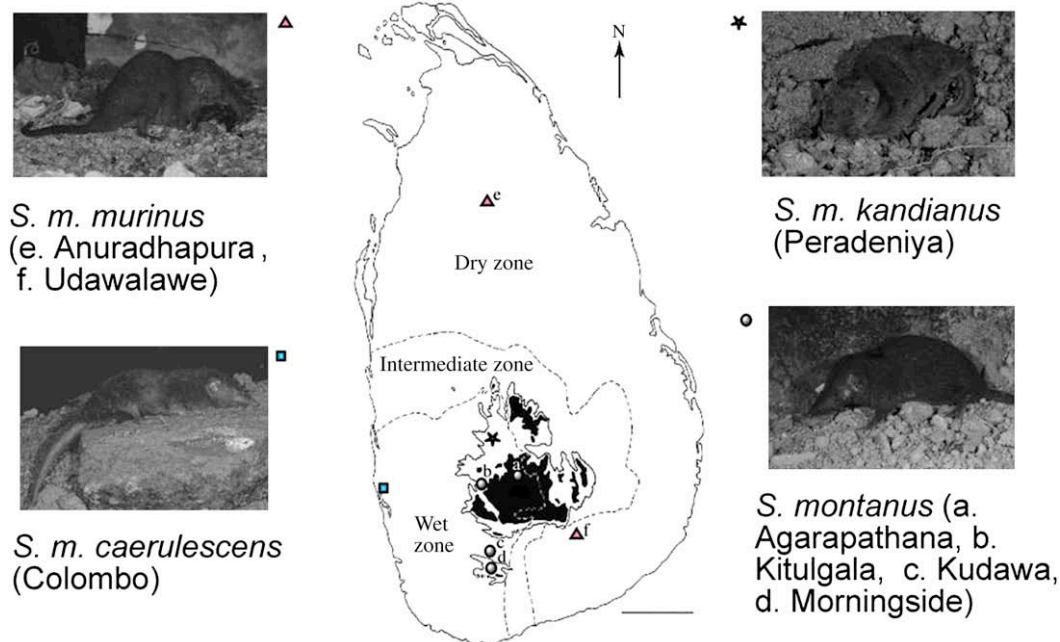 S. m. murinus
(e. Anuradhapura ,
f. Udawalawe)
S. m. caerulescens
(Colombo)
N
e
Dry zone
Intermediate zone
a
b
Wet
zone
c
d
f
S. m. kandianus
(Peradeniya)
S. montanus (a.
Agarapathana, b.
Kitulgala, c. Kudawa,
d. Morningside)